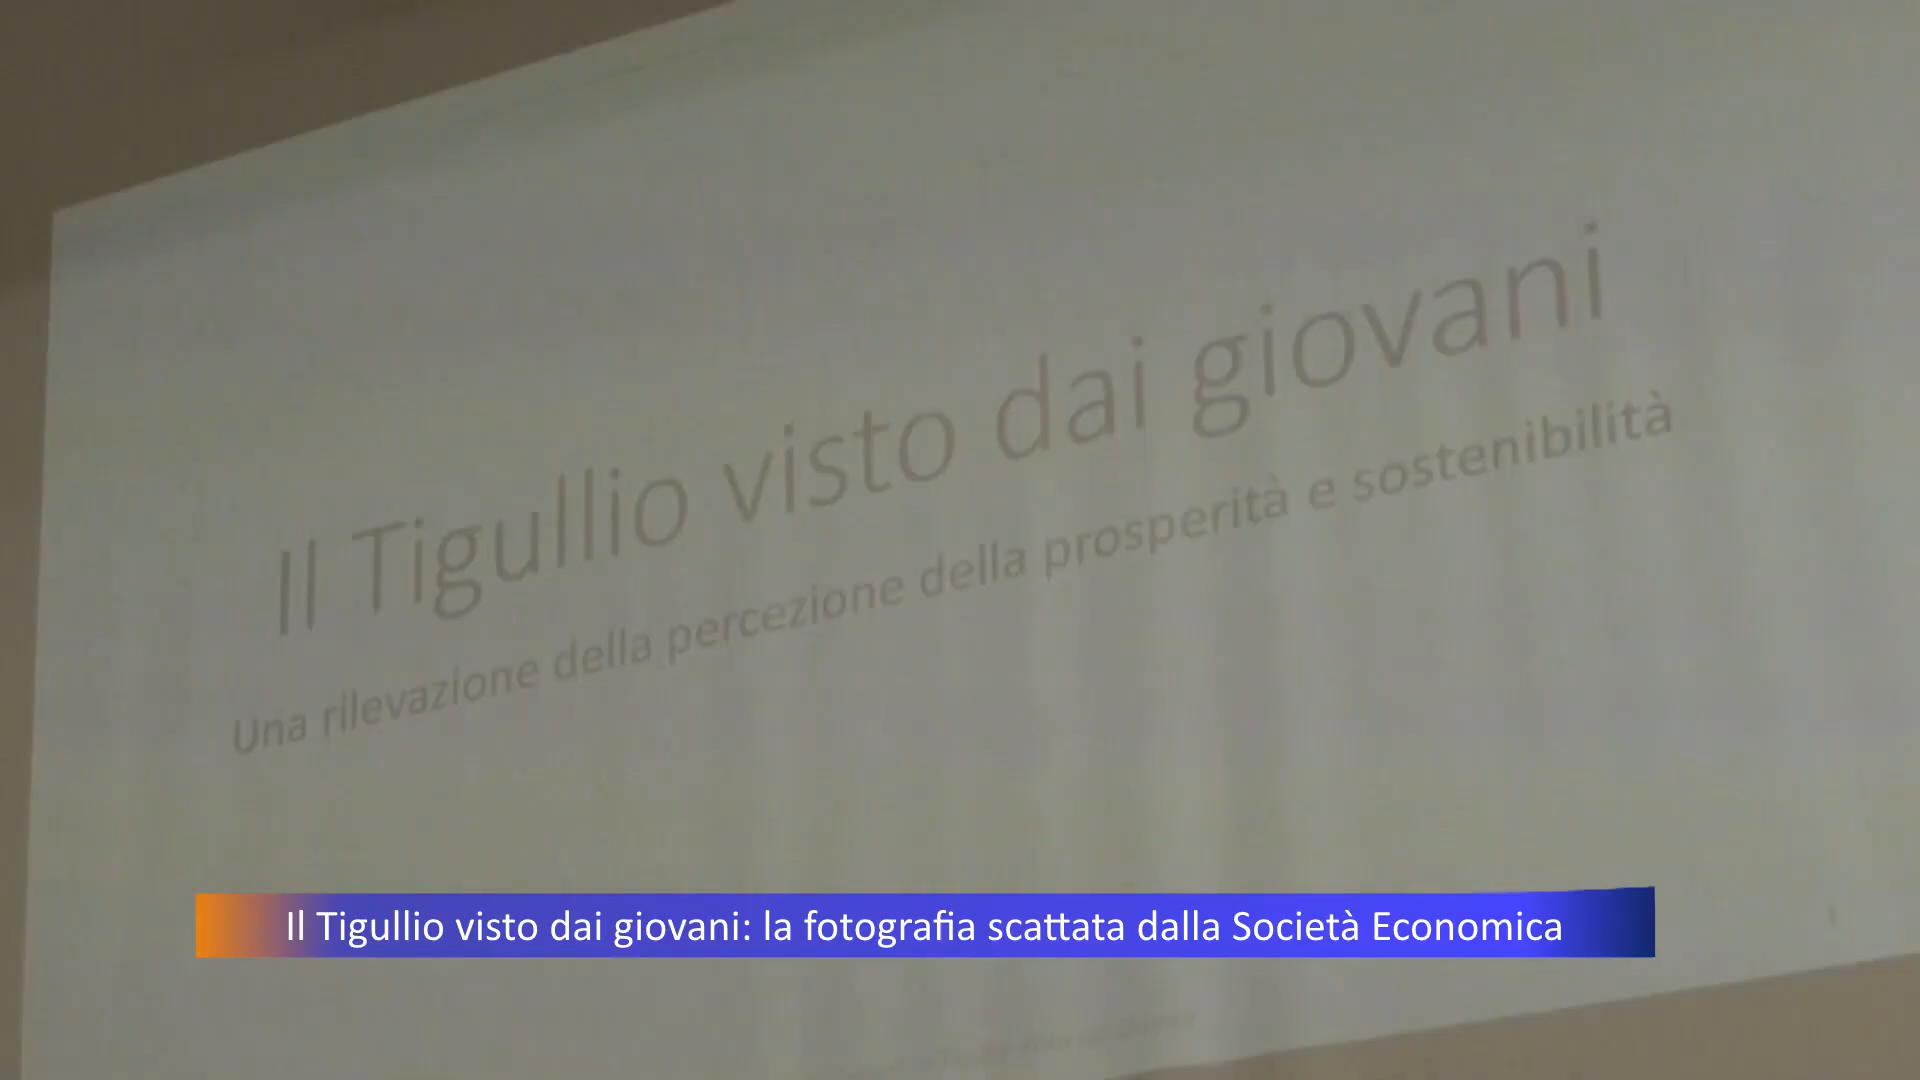 Il Tigullio visto dai giovani
Una rilevazione della percezione della prosperità e sostenibilità
Il Tigullio visto dai giovani: la fotografia scattata dalla Società Economica